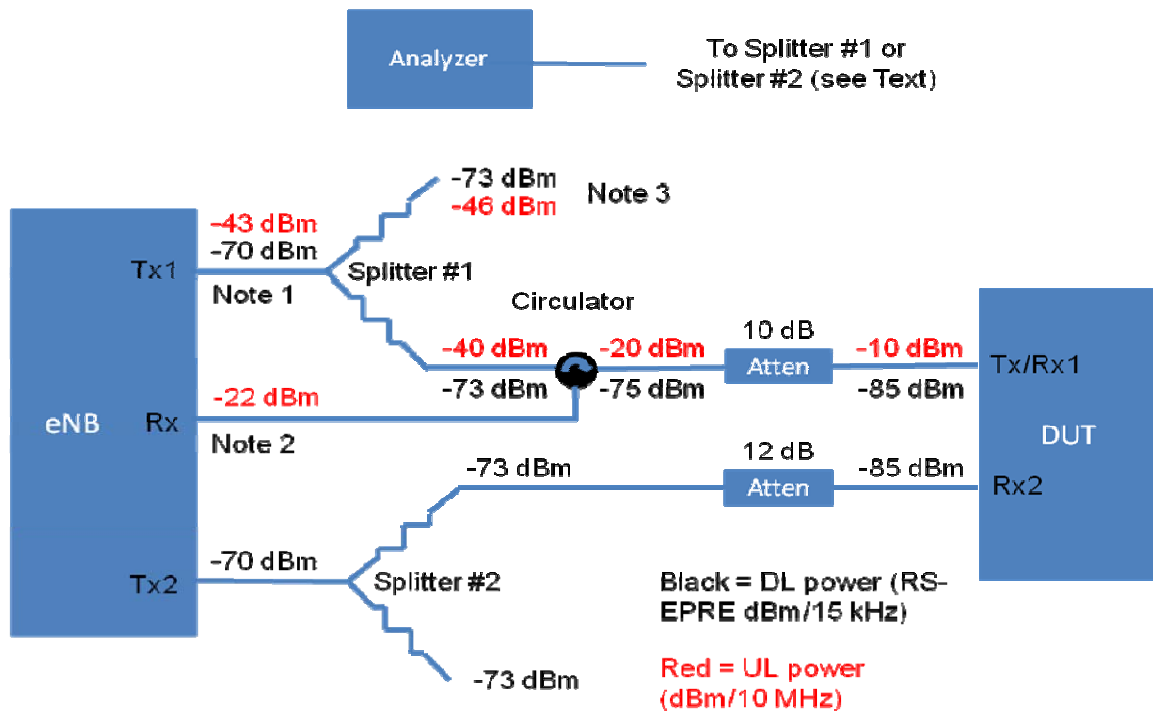 Analyzer
To Splitter #1 or
Splitter #2 (see Text)
-73 dBm
-46 dBm
Note 3
-43 dBm
-70 dBm
Tx1
Note 1
Splitter #1
Circulator
-40 dBm
-73 dBm
-20 dBm
-75 dBm
10 dB
Atten
-10 dBm
-85 dBm
Tx/Rx1
-22 dBm
eNB
Rx
Note 2
DUT
-73 dBm
12 dB
Atten
-85 dBm
Rx2
-70 dBm
Tx2
Splitter #2
-73 dBm
Black = DL power (RS-
EPRE dBm/15 kHz)
Red = UL power
(dBm/10 MHz)